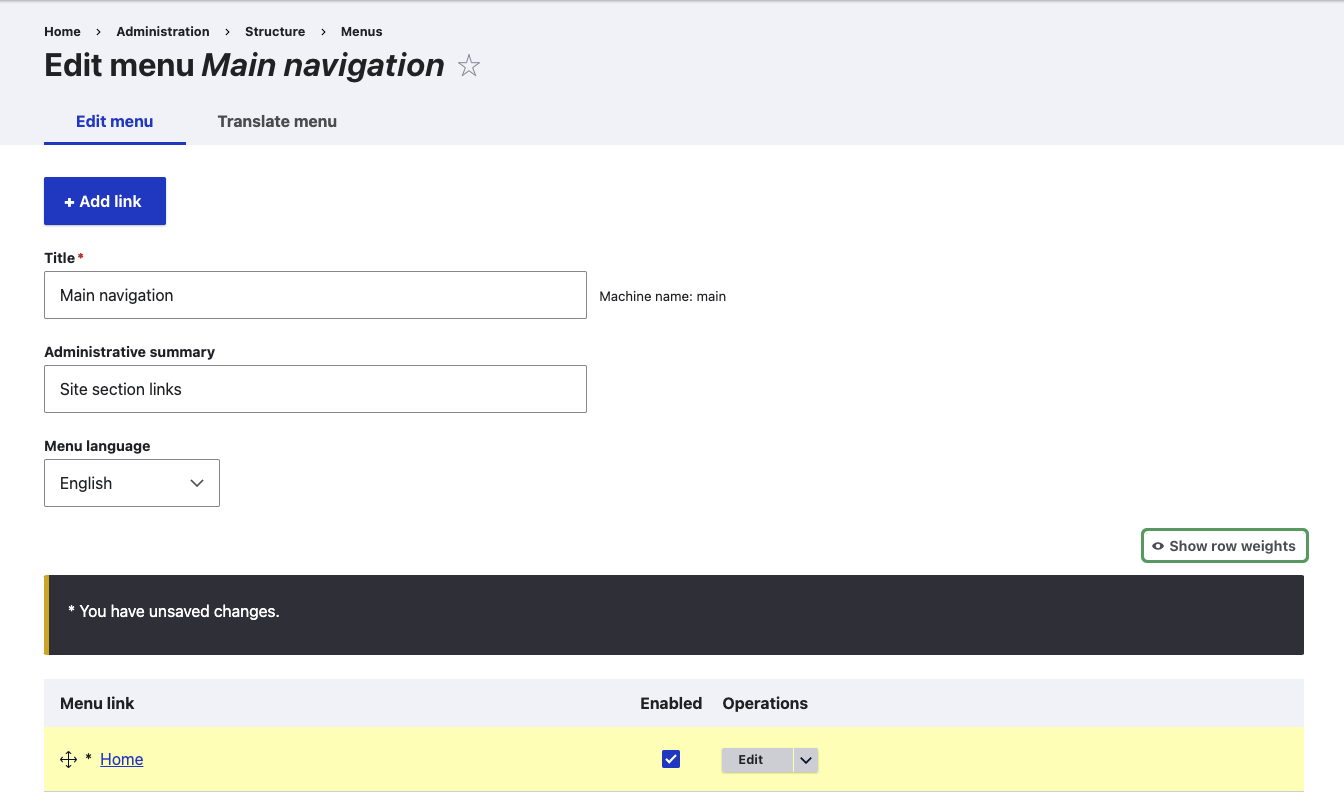 Home › Administration › Structure › Menus
Edit menu Main navigation
Edit menu Translate menu
+ Add link
Title*
Main navigation
Machine name: main
Administrative summary
Site section links
Menu language
English
Show row weights
* You have unsaved changes.
Menu link Enabled Operations
* Home Edit